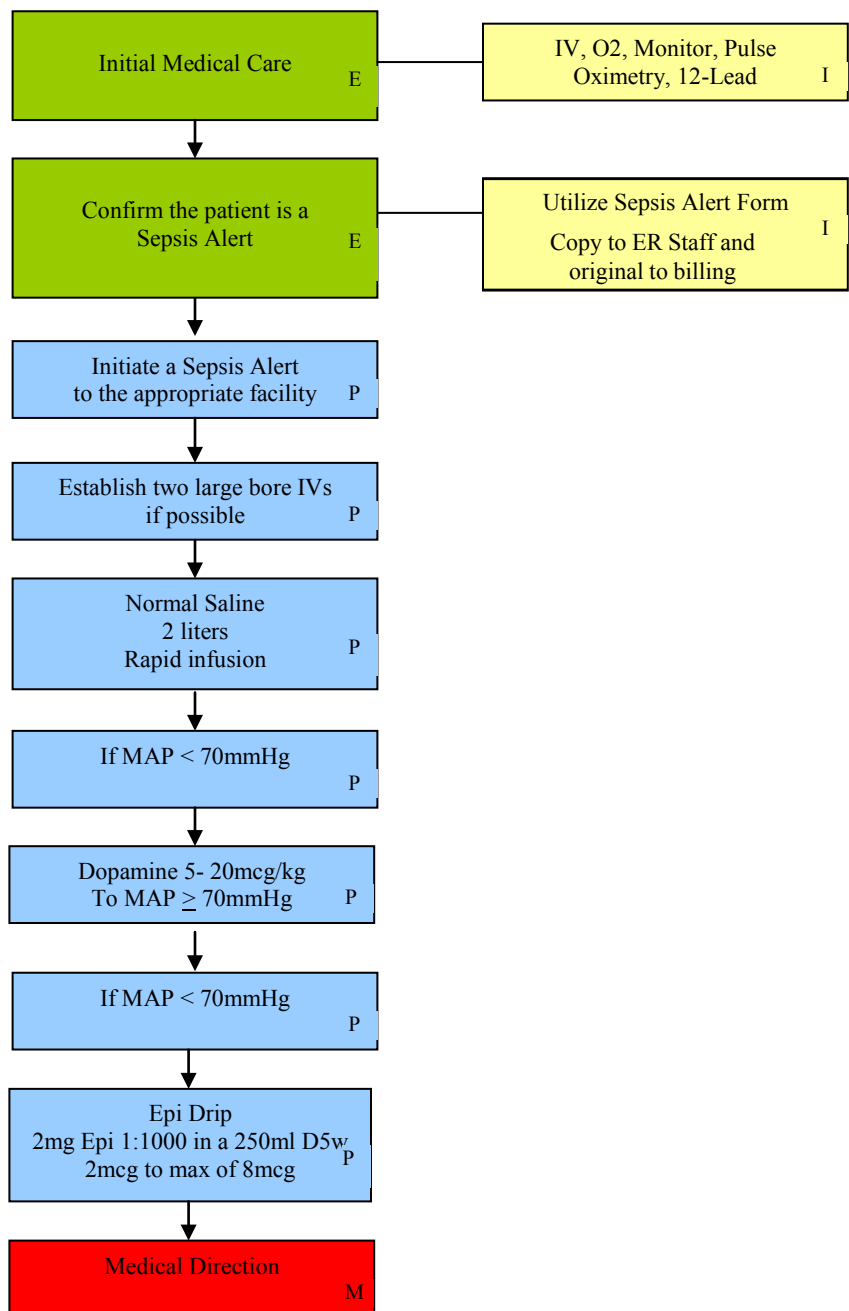 Initial Medical Care
E
IV, O2, Monitor, Pulse
Oximetry, 12-Lead
I
Confirm the patient is a
Sepsis Alert
E
Utilize Sepsis Alert Form
Copy to ER Staff and
original to billing
I
Initiate a Sepsis Alert
to the appropriate facility
P
Establish two large bore IVs
if possible
P
Normal Saline
2 liters
Rapid infusion
P
If MAP < 70mmHg
P
Dopamine 5- 20mcg/kg
To MAP ≥ 70mmHg
P
If MAP < 70mmHg
P
Epi Drip
2mg Epi 1:1000 in a 250ml D5w
2mcg to max of 8mcg
P
Medical Direction
M